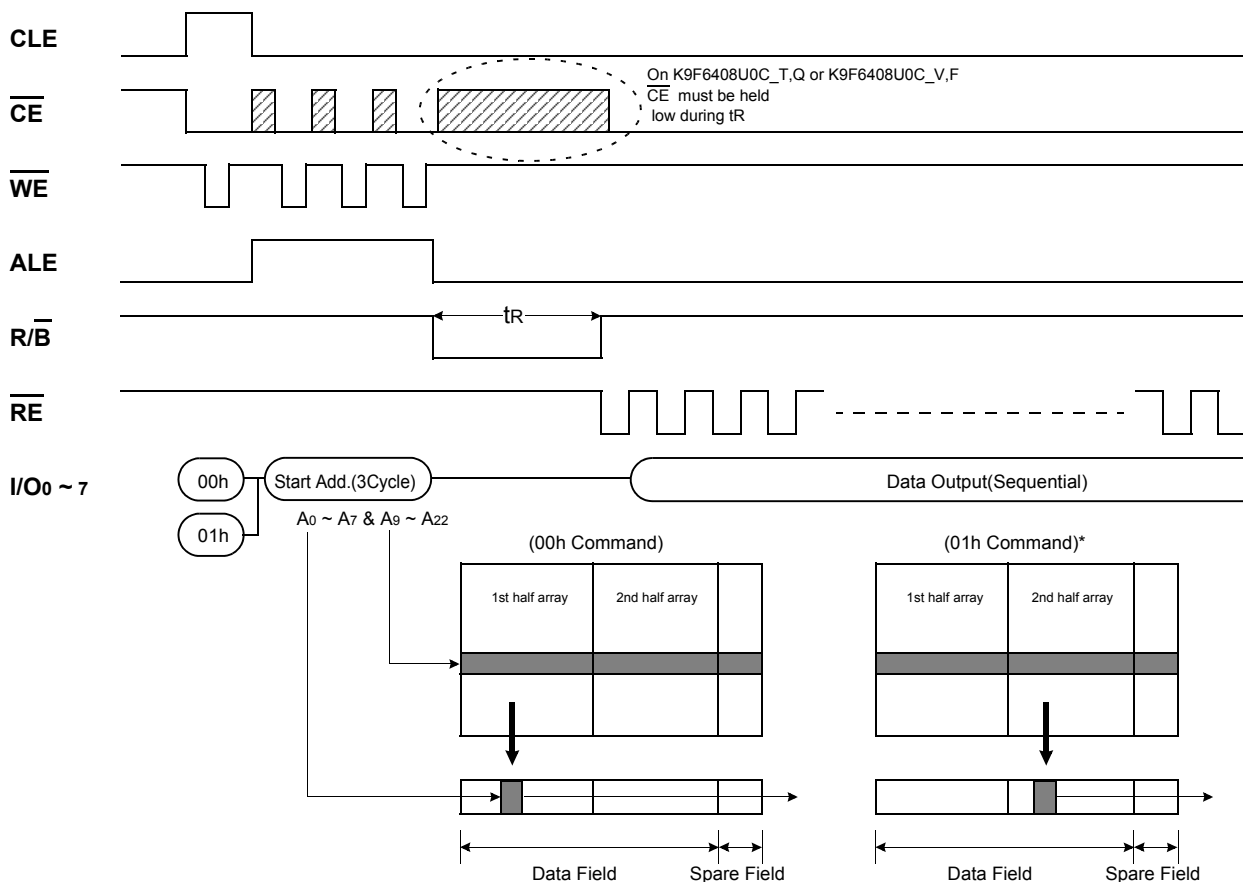 CLE
On K9F6408U0C_T,Q or K9F6408U0C_V,F
CE must be held
low during tR
CE
WE
ALE
R/B
tR
RE
I/O0 ~ 7
00h
Start Add.(3Cycle)
Data Output(Sequential)
01h
A0 ~ A7 & A9 ~ A22
(00h Command)
(01h Command)*
1st half array
2nd half array
1st half array
2nd half array
Data Field
Spare Field
Data Field
Spare Field